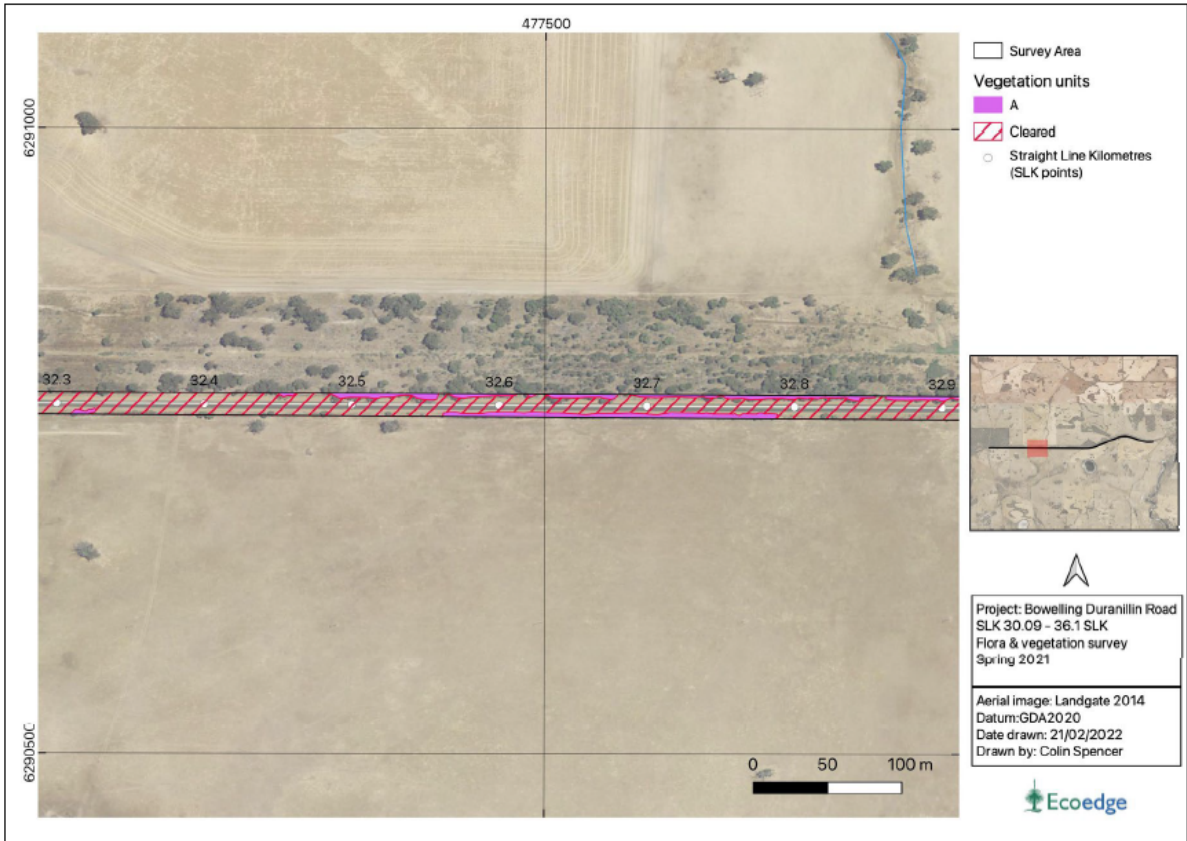 477500
6291000
6290500
32.3
32.4
32.5
32.6
32.7
32.8
32.9
0 50 100 m
Survey Area
Vegetation units
A
Cleared
Straight Line Kilometres
(SLK points)
Project: Bowelling Duranillin Road
SLK 30.09 - 36.1 SLK
Flora & vegetation survey
Spring 2021
Aerial image: Landgate 2014
Datum:GDA2020
Date drawn: 21/02/2022
Drawn by: Colin Spencer
Ecoedge